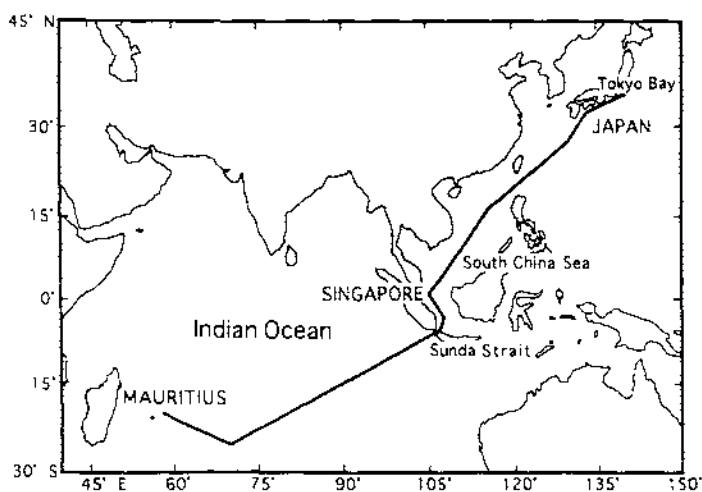 45° N
Tokyo Bay
30°
JAPAN
15°
South China Sea
0°
SINGAPORE
Indian Ocean
Sunda Strait
15°
MAURITIUS
30° S
45° E 60° 75° 90° 105° 120° 135° 150°